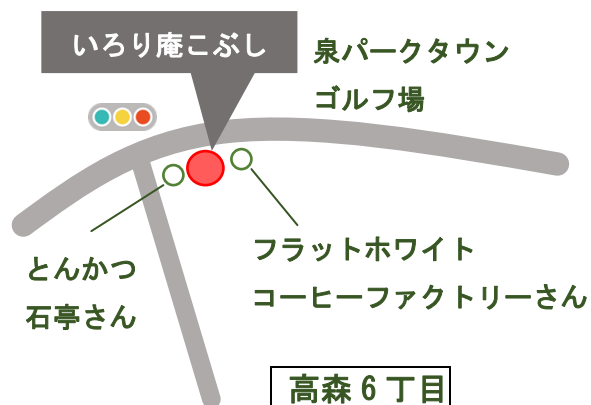 いろり庵こぶし
泉パークタウン
ゴルフ場
とんかつ
石亭さん
フラットホワイト
コーヒーファクトリーさん
高森6丁目